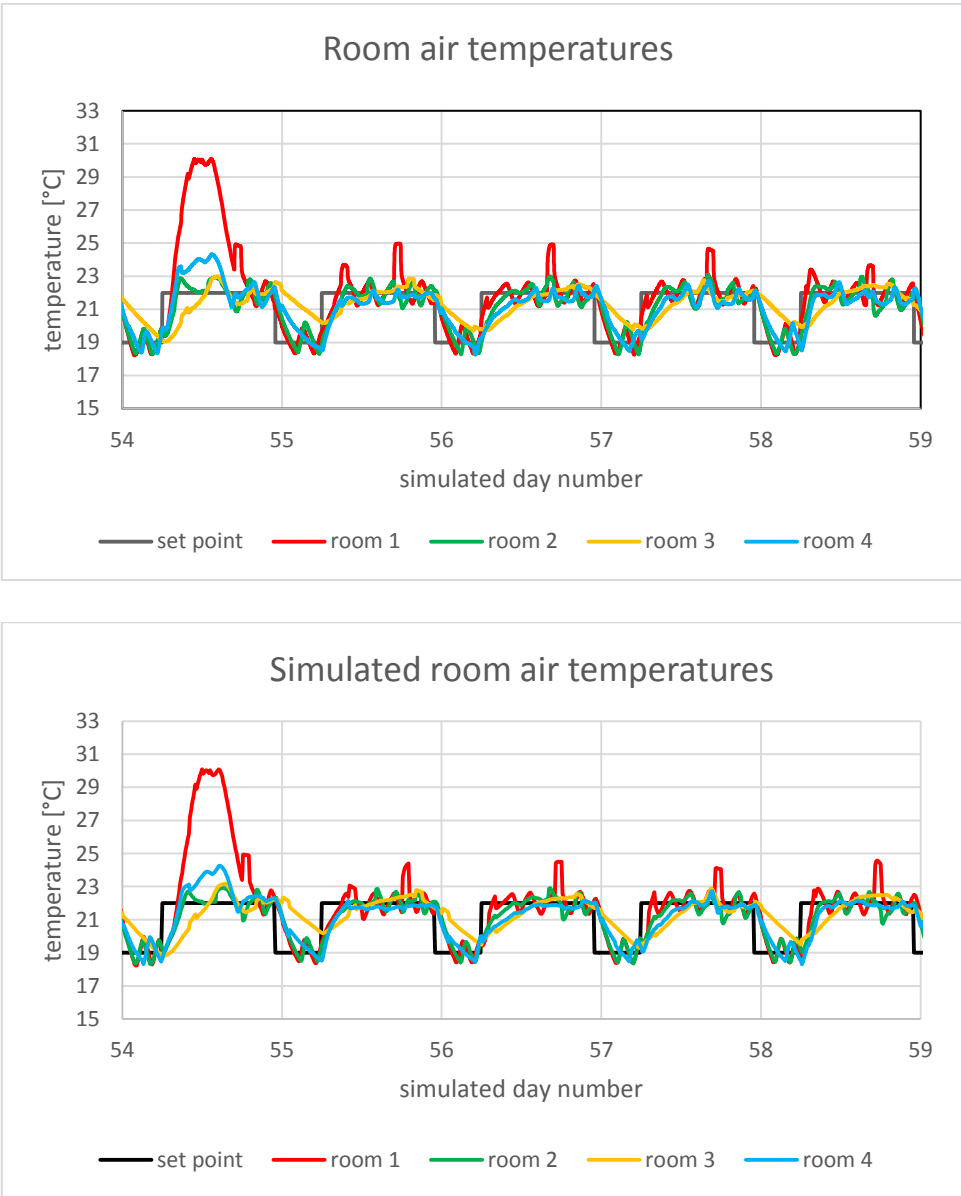 Room air temperatures
33
31
29
27
25
23
21
19
17
15
temperature [°C]
54 55 56 57 58 59
simulated day number
set point room 1 room 2 room 3 room 4
Simulated room air temperatures
33
31
29
27
25
23
21
19
17
15
temperature [°C]
54 55 56 57 58 59
simulated day number
set point room 1 room 2 room 3 room 4